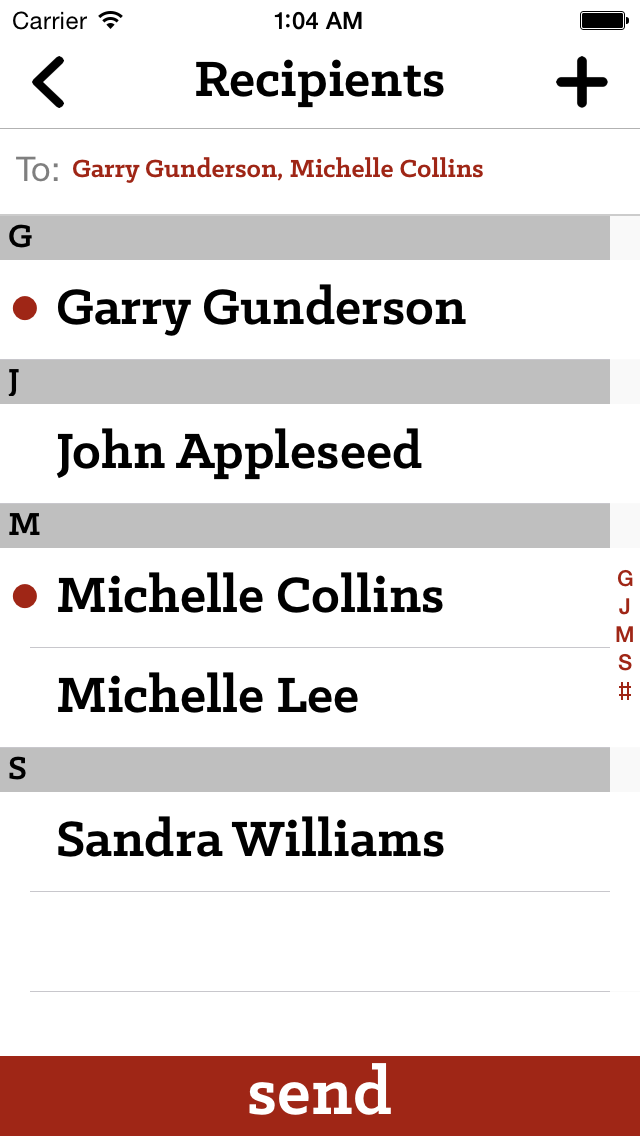 Carrier 1:04 AM
Recipients
To: Garry Gunderson, Michelle Collins
G
Garry Gunderson
J
John Appleseed
M
Michelle Collins
Michelle Lee
S
Sandra Williams
G
J
M
S
#
send